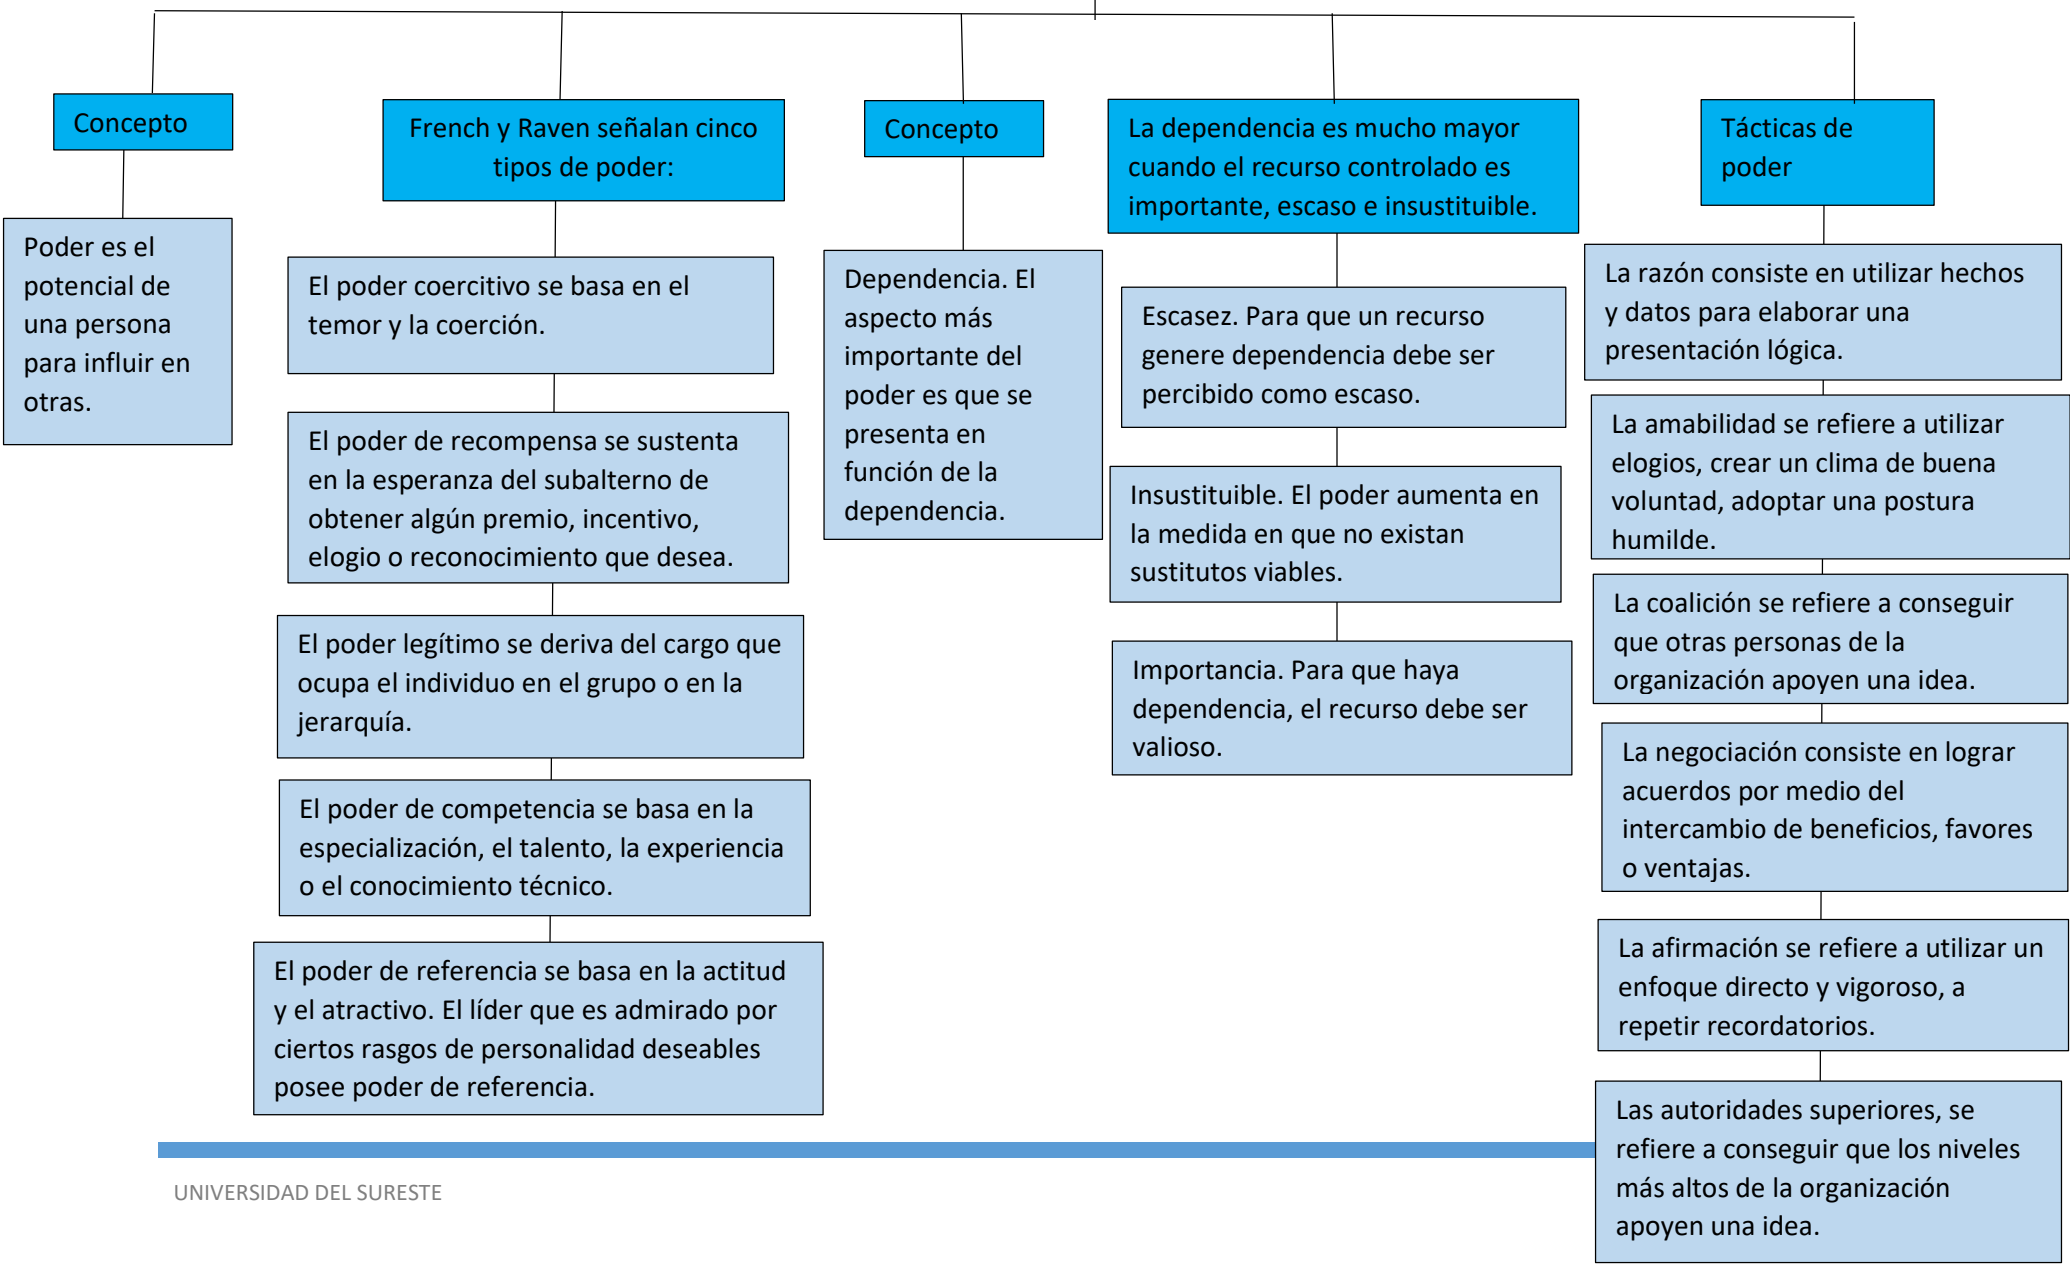 Concepto
Poder es el
potencial de
una persona
para influir en
otras.
French y Raven señalan cinco
tipos de poder:
El poder coercitivo se basa en el
temor y la coerción.
El poder de recompensa se sustenta
en la esperanza del subalterno de
obtener algún premio, incentivo,
elogio o reconocimiento que desea.
El poder legítimo se deriva del cargo que
ocupa el individuo en el grupo o en la
jerarquía.
El poder de competencia se basa en la
especialización, el talento, la experiencia
o el conocimiento técnico.
El poder de referencia se basa en la actitud
y el atractivo. El líder que es admirado por
ciertos rasgos de personalidad deseables
posee poder de referencia.
Concepto
Dependencia. El
aspecto más
importante del
poder es que se
presenta en
función de la
dependencia.
La dependencia es mucho mayor
cuando el recurso controlado es
importante, escaso e insustituible.
Escasez. Para que un recurso
genere dependencia debe ser
percibido como escaso.
Insustituible. El poder aumenta en
la medida en que no existan
sustitutos viables.
Importancia. Para que haya
dependencia, el recurso debe ser
valioso.
Tácticas de
poder
La razón consiste en utilizar hechos
y datos para elaborar una
presentación lógica.
La amabilidad se refiere a utilizar
elogios, crear un clima de buena
voluntad, adoptar una postura
humilde.
La coalición se refiere a conseguir
que otras personas de la
organización apoyen una idea.
La negociación consiste en lograr
acuerdos por medio del
intercambio de beneficios, favores
o ventajas.
La afirmación se refiere a utilizar un
enfoque directo y vigoroso, a
repetir recordatorios.
Las autoridades superiores, se
refiere a conseguir que los niveles
más altos de la organización
apoyen una idea.
UNIVERSIDAD DEL SURESTE